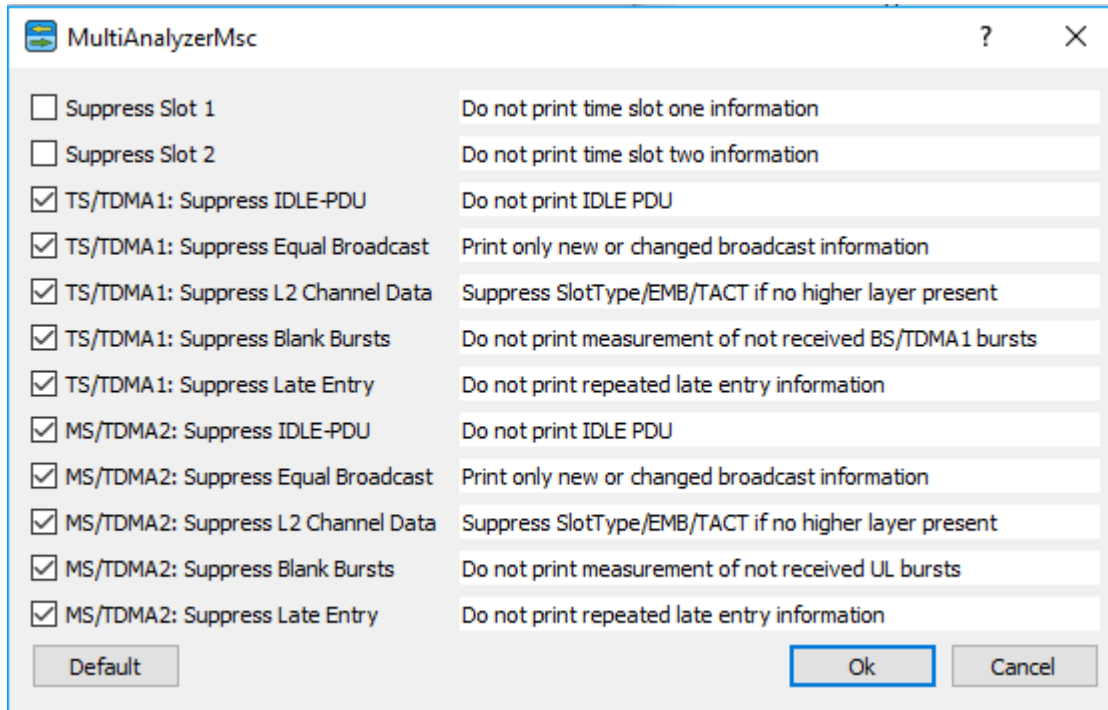 MultiAnalyzerMsc ?
Suppress Slot 1 Do not print time slot one information
Suppress Slot 2 Do not print time slot two information
TS/TDMA1: Suppress IDLE-PDU Do not print IDLE PDU
TS/TDMA1: Suppress Equal Broadcast Print only new or changed broadcast information
TS/TDMA1: Suppress L2 Channel Data Suppress SlotType/EMB/TACT if no higher layer present
TS/TDMA1: Suppress Blank Bursts Do not print measurement of not received BS/TDMA1 bursts
TS/TDMA1: Suppress Late Entry Do not print repeated late entry information
MS/TDMA2: Suppress IDLE-PDU Do not print IDLE PDU
MS/TDMA2: Suppress Equal Broadcast Print only new or changed broadcast information
MS/TDMA2: Suppress L2 Channel Data Suppress SlotType/EMB/TACT if no higher layer present
MS/TDMA2: Suppress Blank Bursts Do not print measurement of not received UL bursts
MS/TDMA2: Suppress Late Entry Do not print repeated late entry information
Default Ok Cancel